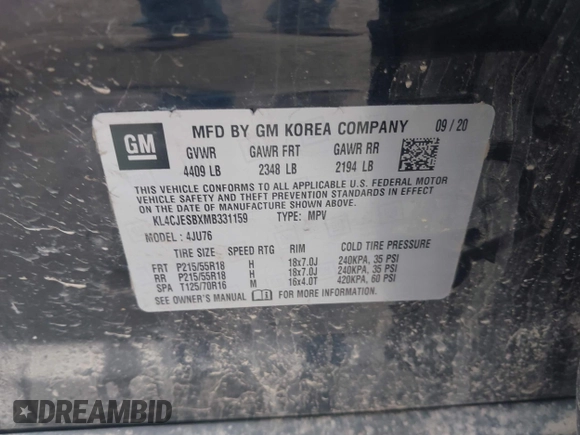 GM MFD BY GM KOREA COMPANY 09/20
GVWR GAWR FRT GAWR RR
4409 LB 2348 LB 2194 LB
THIS VEHICLE CONFORMS TO ALL APPLICABLE U.S. FEDERAL MOTOR
VEHICLE SAFETY, BUMPER, AND THEFT PREVENTION STANDARDS IN
EFFECT ON THE DATE OF MANUFACTURE SHOWN ABOVE.
KL4CJESBXMB331159 TYPE: MPV
MODEL: 4JU76
TIRE SIZE SPEED RTG RIM COLD TIRE PRESSURE
FRT P215/55R18 H 18x7.0J 240KPA, 35 PSI
RR P215/55R18 H 18x7.0J 240KPA, 35 PSI
SPA T125/70R16 M 16x4.0T 420KPA, 60 PSI
SEE OWNER'S MANUAL FOR MORE INFORMATION.
DREAMBID